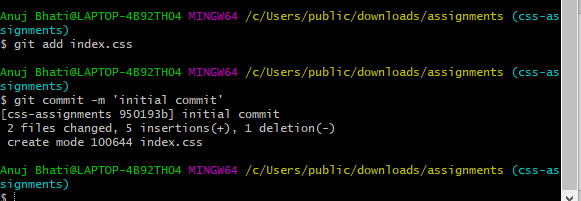 Anuj Bhati@LAPTOP-4B92TH04 MINGW64 /c/Users/public/downloads/assignments (css-as
signments)
$ git add index.css
Anuj Bhati@LAPTOP-4B92TH04 MINGW64 /c/Users/public/downloads/assignments (css-as
signments)
$ git commit -m 'initial commit'
[css-assignments 950193b] initial commit
 2 files changed, 5 insertions(+), 1 deletion(-)
 create mode 100644 index.css
Anuj Bhati@LAPTOP-4B92TH04 MINGW64 /c/Users/public/downloads/assignments (css-as
signments)
$